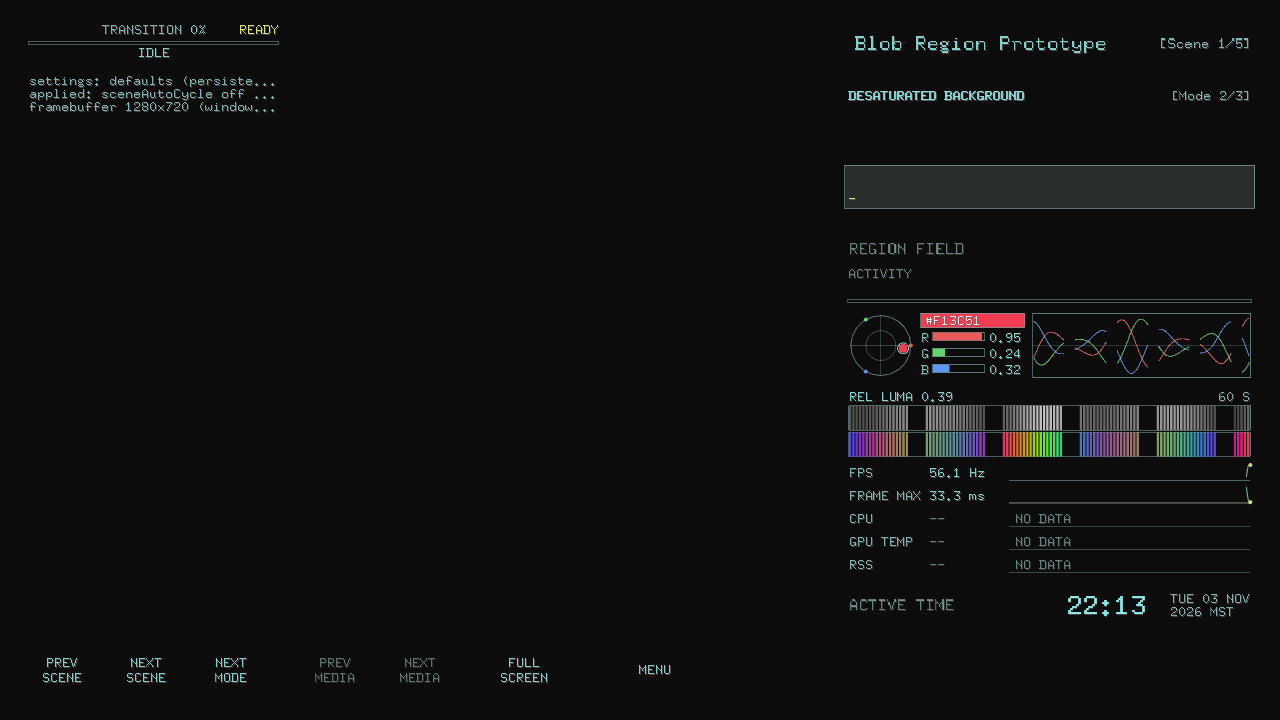 TRANSITION 0%    READY
IDLE
settings: defaults (persiste...
applied: sceneAutoCycle off ...
framebuffer 1280x720 (window...
Blob Region Prototype    [Scene 1/5]
DESATURATED BACKGROUND    [Mode 2/3]
_
REGION FIELD
ACTIVITY
#F13C51
R 0.95
G 0.24
B 0.32
REL LUMA 0.39    60 S
FPS    56.1 Hz
FRAME MAX 33.3 ms
CPU    --    NO DATA
GPU TEMP    --    NO DATA
RSS    --    NO DATA
ACTIVE TIME    22:13    TUE 03 NOV
2026 MST
PREV SCENE
NEXT SCENE
NEXT MODE
PREV MEDIA
NEXT MEDIA
FULL SCREEN
MENU